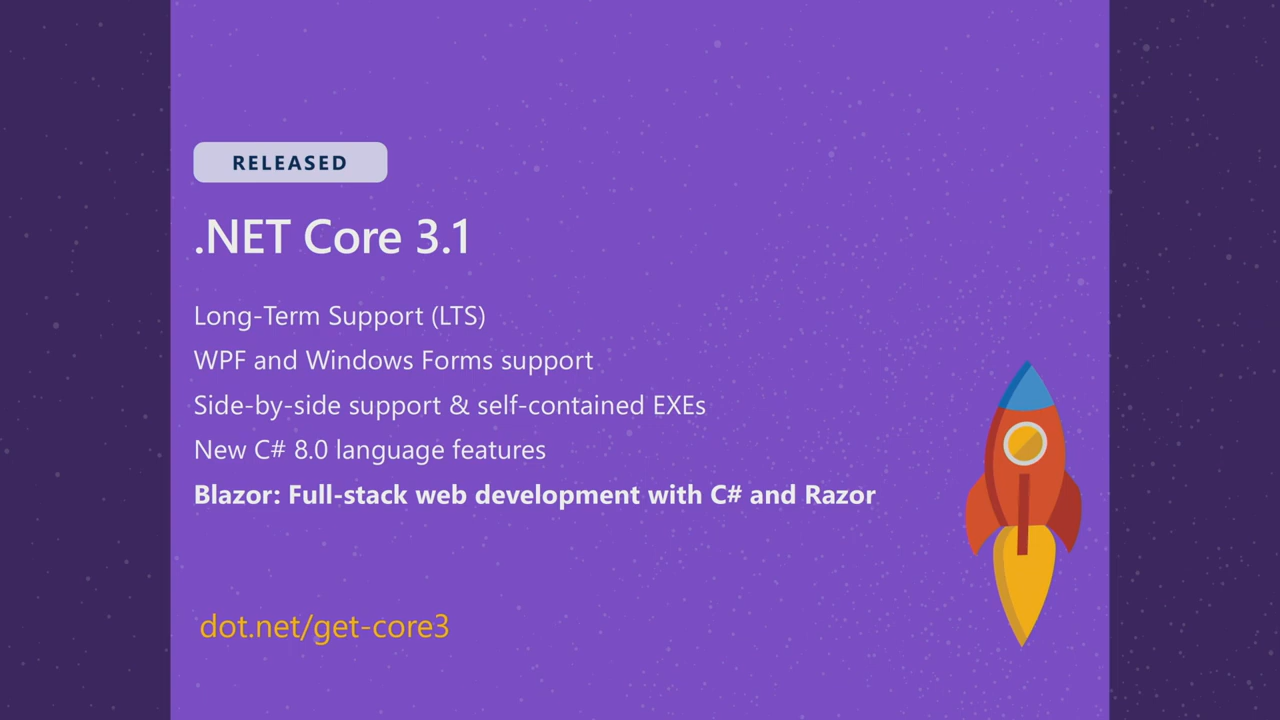 RELEASED
.NET Core 3.1
Long-Term Support (LTS)
WPF and Windows Forms support
Side-by-side support & self-contained EXEs
New C# 8.0 language features
Blazor: Full-stack web development with C# and Razor
dot.net/get-core3